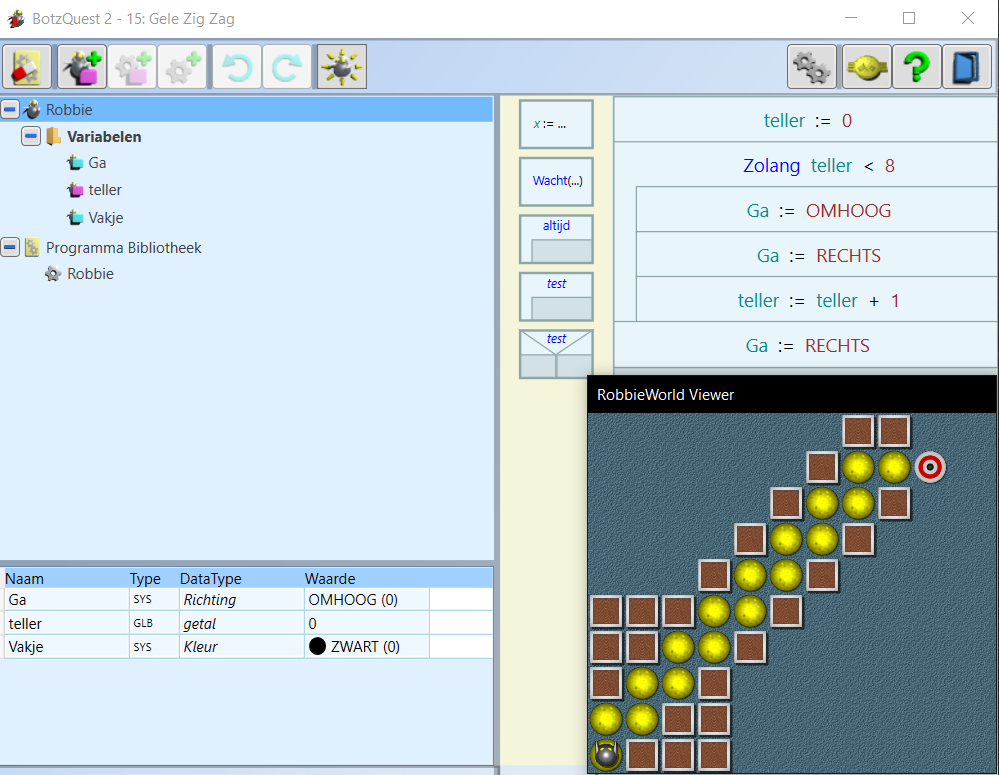 BotzQuest 2 - 15: Gele Zig Zag
Robbie
Variabelen
Ga
teller
Vakje
Programma Bibliotheek
Robbie
Naam Type DataType Waarde
Ga SYS Richting OMHOOG (0)
teller GLB getal 0
Vakje SYS Kleur ZWART (0)
x := ...
Wacht(...)
altijd
test
test
teller := 0
Zolang teller < 8
Ga := OMHOOG
Ga := RECHTS
teller := teller + 1
Ga := RECHTS
RobbieWorld Viewer